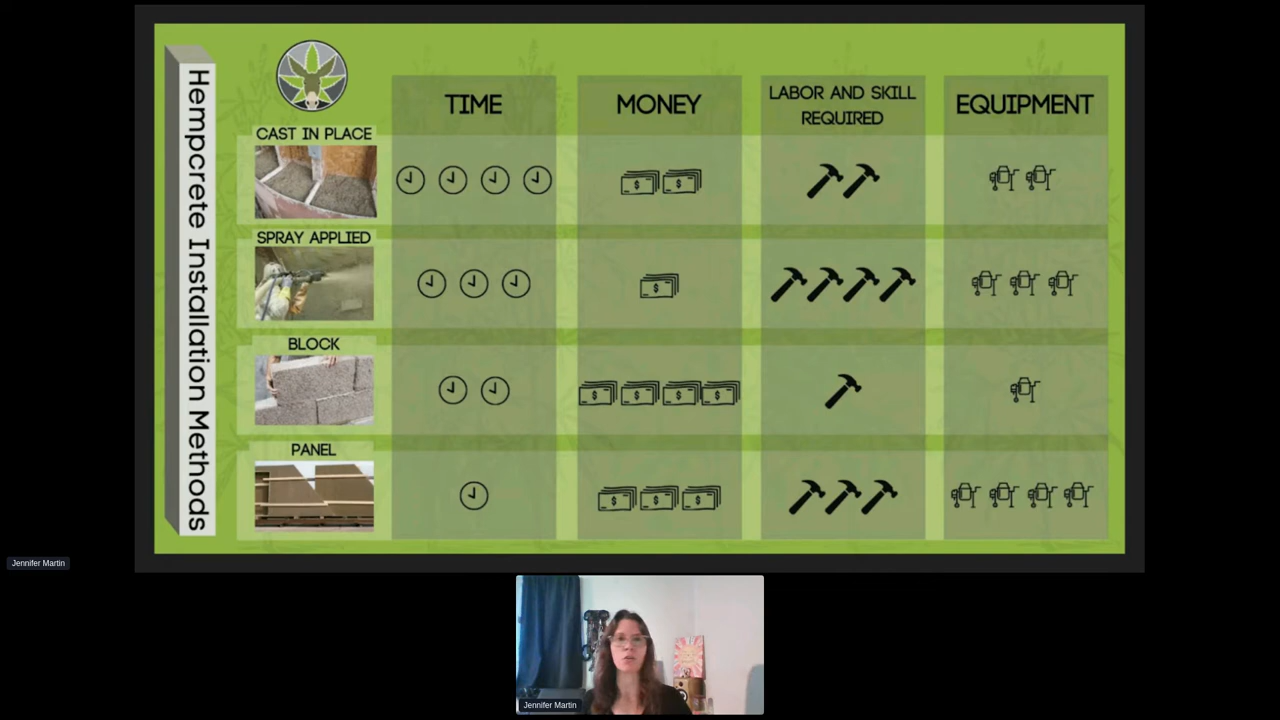 Hempcrete Installation Methods
TIME
MONEY
LABOR AND SKILL
REQUIRED
EQUIPMENT
CAST IN PLACE
SPRAY APPLIED
BLOCK
PANEL
Jennifer Martin
Jennifer Martin